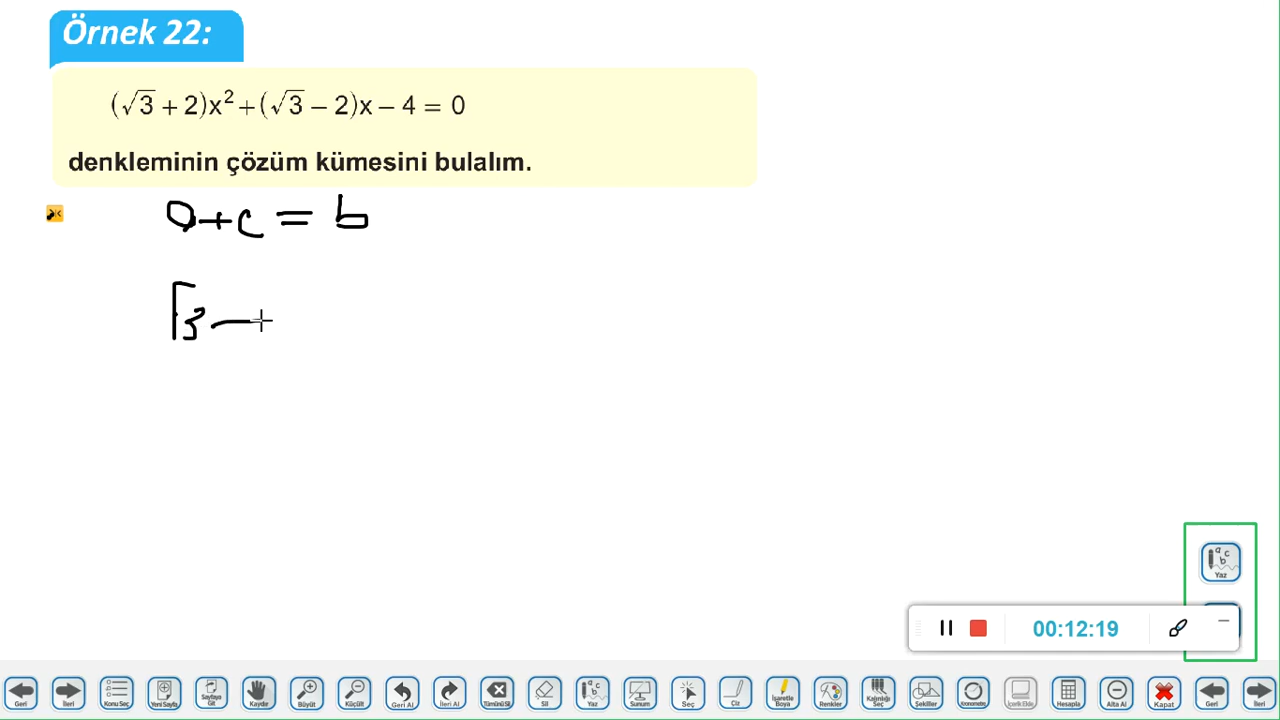 Örnek 22:
(√3 + 2)x² + (√3 − 2)x − 4 = 0
denkleminin çözüm kümesini bulalım.
a+c = b
√3 −
Yaz
00:12:19
Geri İleri Konu Seç Yeni Sayfa Sayfaya Git Kaydır Büyüt Küçült Geri Al İleri Al Tümünü Sil Sil Yaz Sunum Seç Çiz İşaretle Boya Renkler Kalınlığı Seç Şekiller Kronometre İçerik Ekle Hesapla Alta Al Kapat Geri İleri